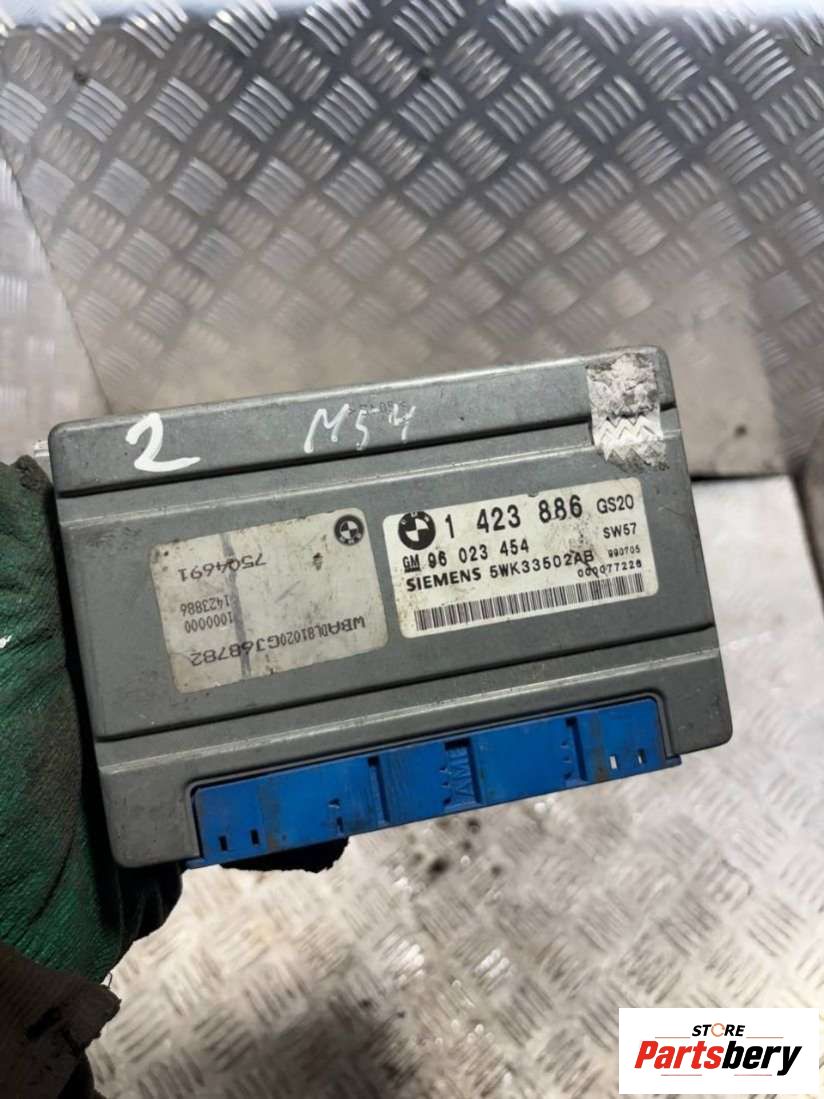 2
M54
1 423 886 GS20
GM 96 023 454 SW57
SIEMENS 5WK33502AB 990705
000077226
7504691
1423886
1000000
WBADL81020GJ68782
STORE
Partsbery